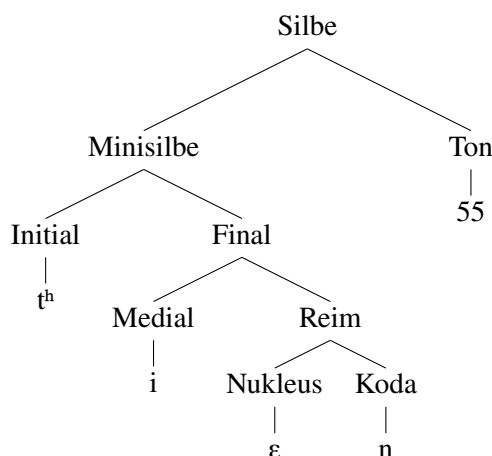 Silbe
Minisilbe Ton
Initial Final 55
tʰ Medial Reim
i Nukleus Koda
ɛ n